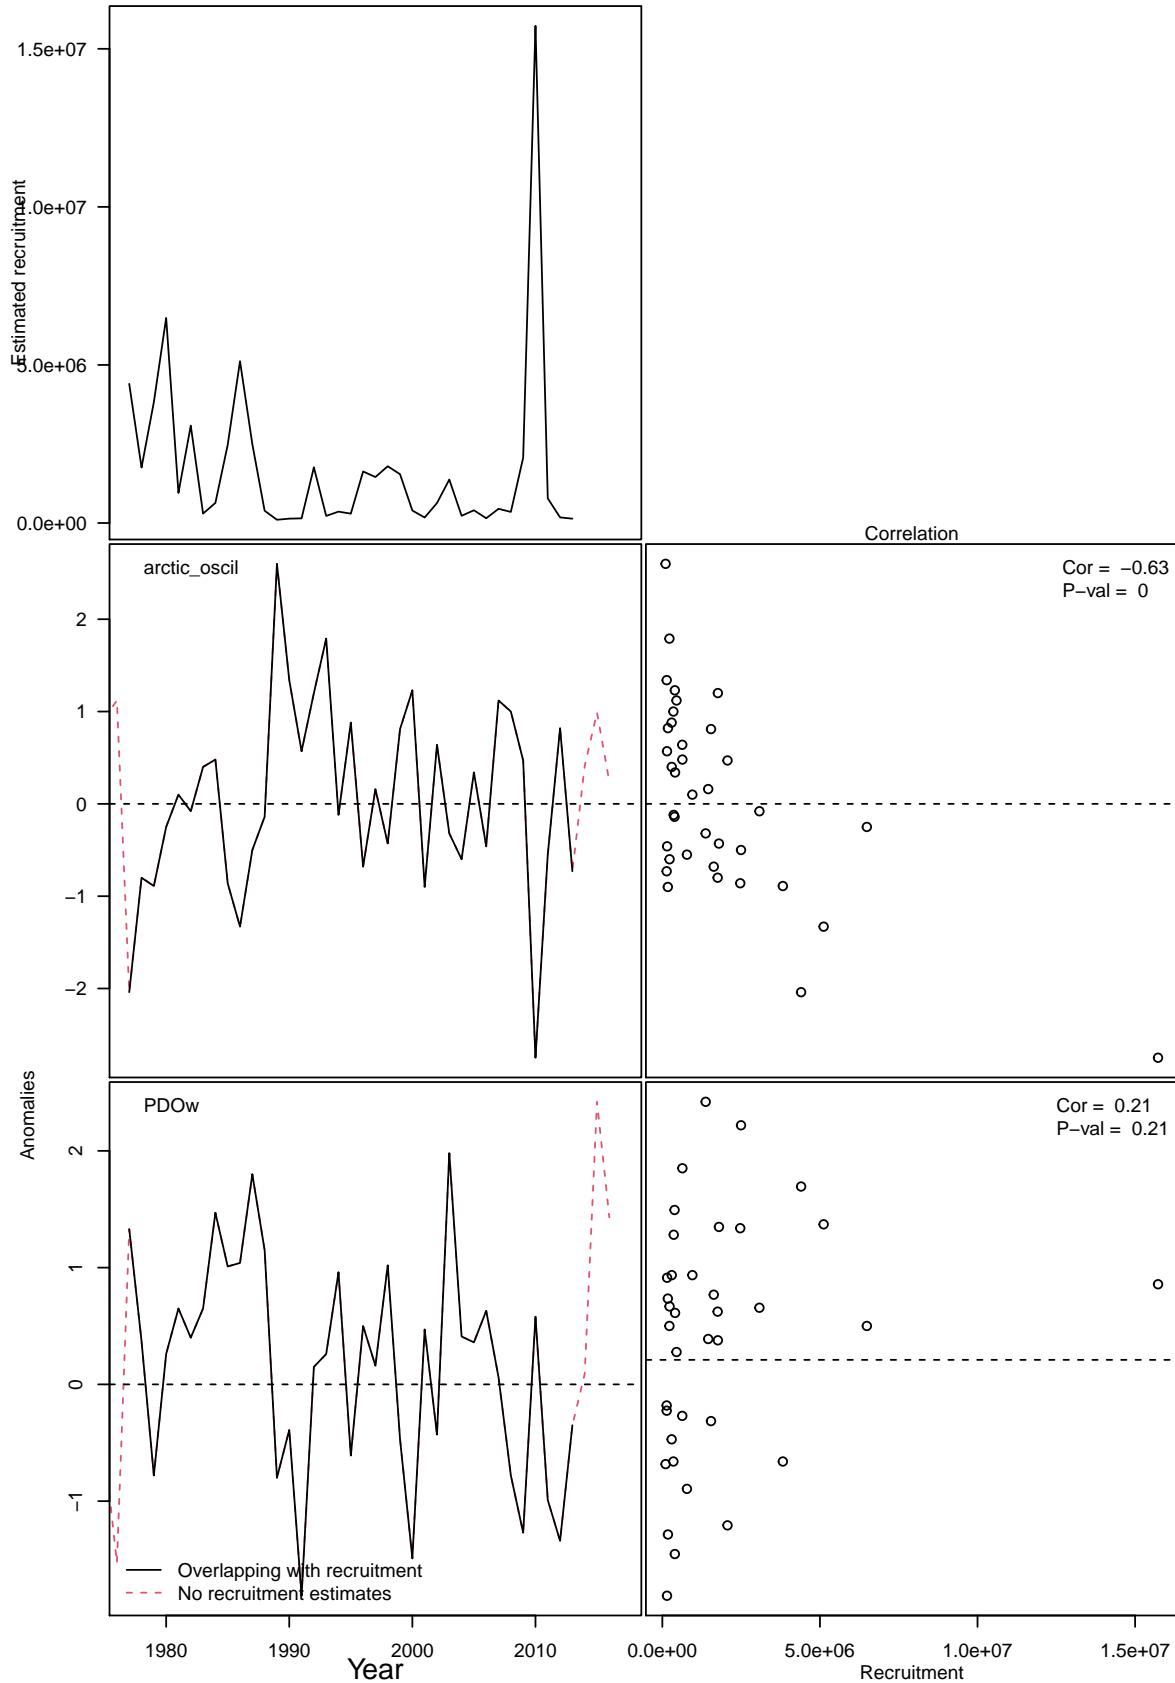 1.5e+07
1.0e+07
5.0e+06
0.0e+00
Estimated recruitment
Correlation
arctic_oscil
2
1
0
−1
−2
Cor = −0.63
P−val = 0
Anomalies
PDOw
2
1
0
−1
Cor = 0.21
P−val = 0.21
Overlapping with recruitment
No recruitment estimates
1980 1990 2000 2010
Year
0.0e+00 5.0e+06 1.0e+07 1.5e+07
Recruitment